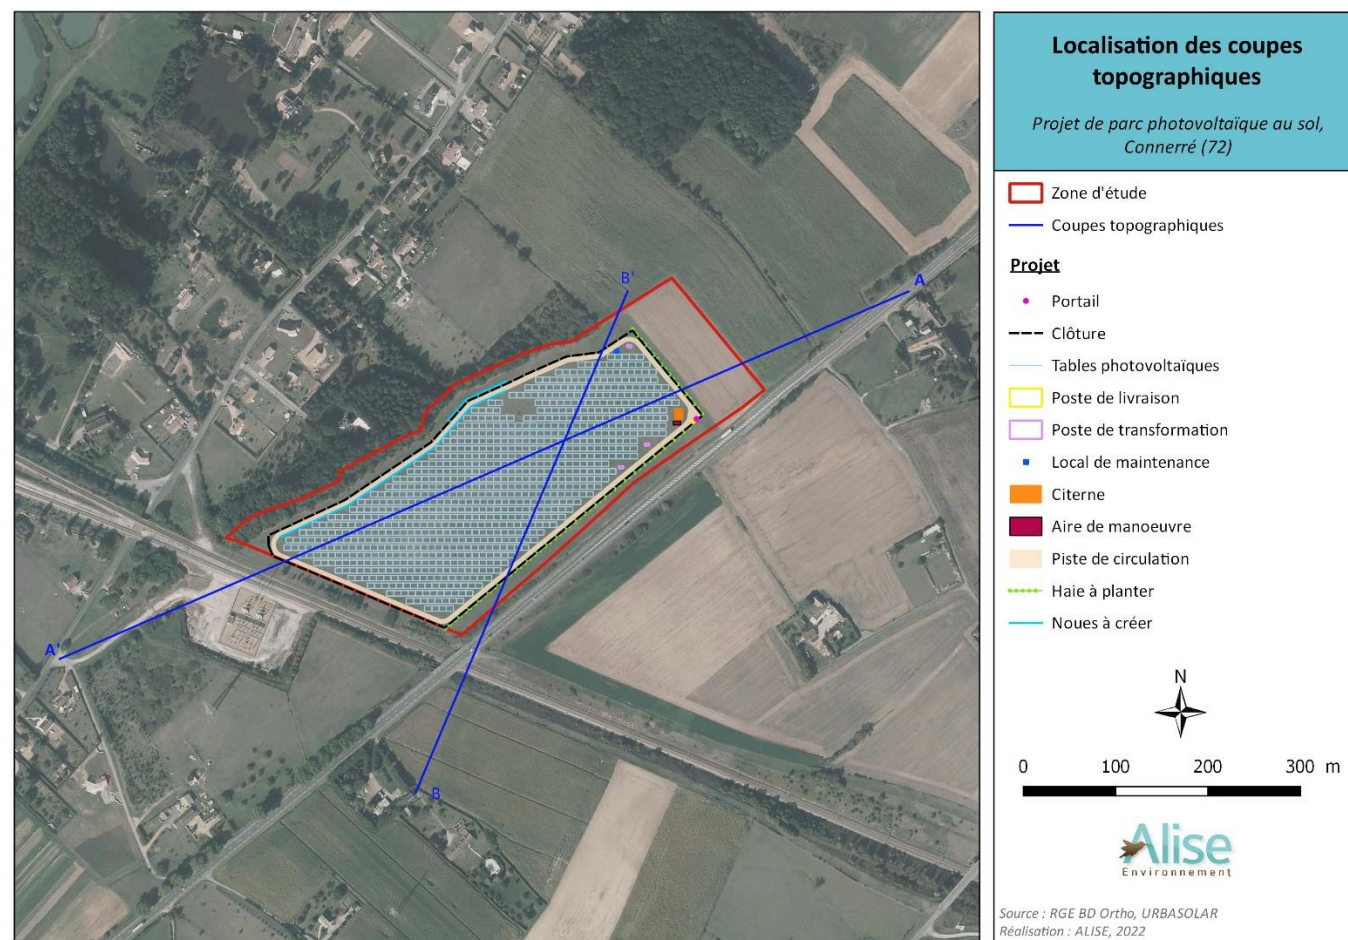 Localisation des coupes
topographiques
Projet de parc photovoltaïque au sol,
Connerré (72)
Zone d'étude
Coupes topographiques
Projet
Portail
Clôture
Tables photovoltaïques
Poste de livraison
Poste de transformation
Local de maintenance
Citerne
Aire de manoeuvre
Piste de circulation
Haie à planter
Noues à créer
N
0 100 200 300 m
Alise
Environnement
Source : RGE BD Ortho, URBASOLAR
Réalisation : ALISE, 2022
B'
A
A'
B